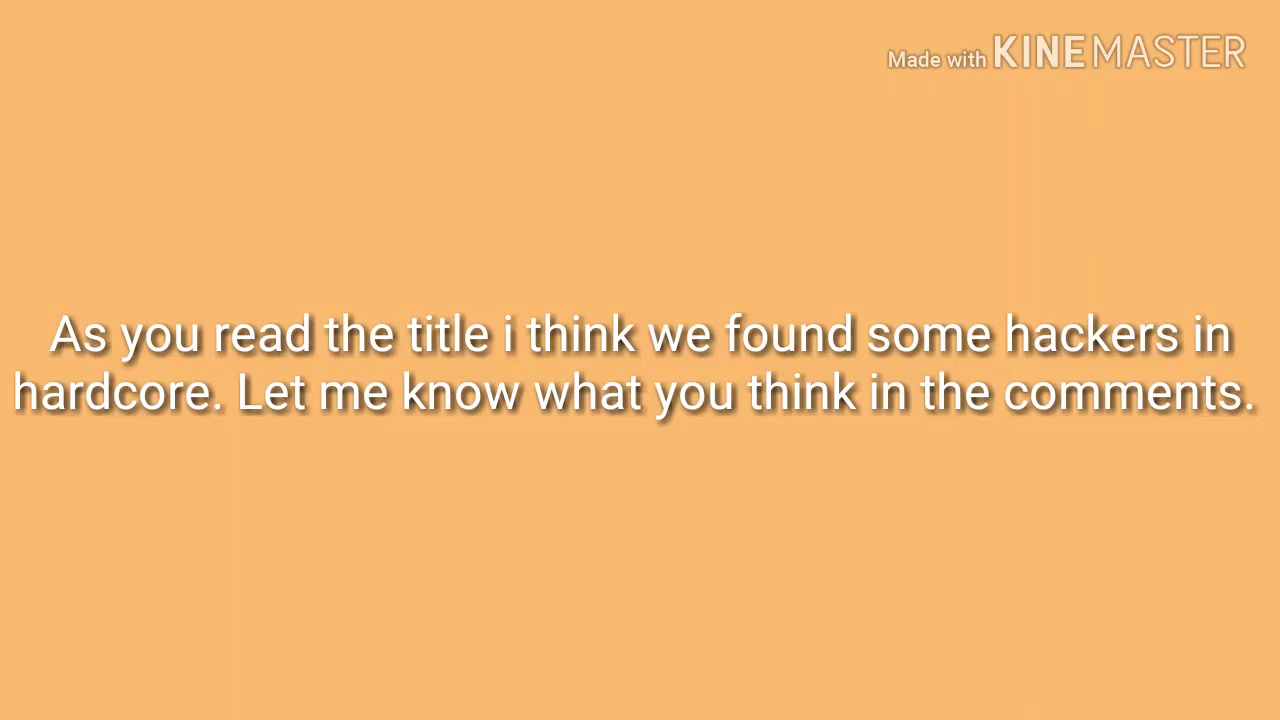 Made with KINEMASTER
As you read the title i think we found some hackers in
hardcore. Let me know what you think in the comments.